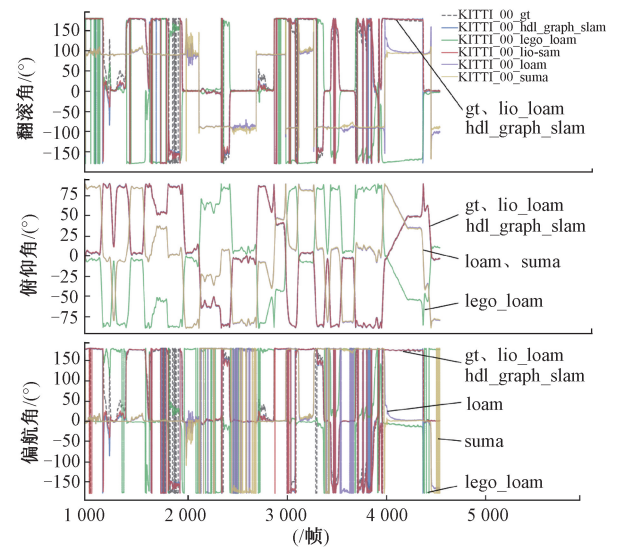 KITTI_00_gt
KITTI_00_hdl_graph_slam
KITTI_00_lego_loam
KITTI_00_lio-sam
KITTI_00_loam
KITTI_00_suma
翻滚角/(°)
150
100
50
0
−50
−100
−150
gt、lio_loam
hdl_graph_slam
俯仰角/(°)
75
50
25
0
−25
−50
−75
gt、lio_loam
hdl_graph_slam
loam、suma
lego_loam
偏航角/(°)
150
100
50
0
−50
−100
−150
gt、lio_loam
hdl_graph_slam
loam
suma
lego_loam
1 000 2 000 3 000 4 000 5 000
(/帧)